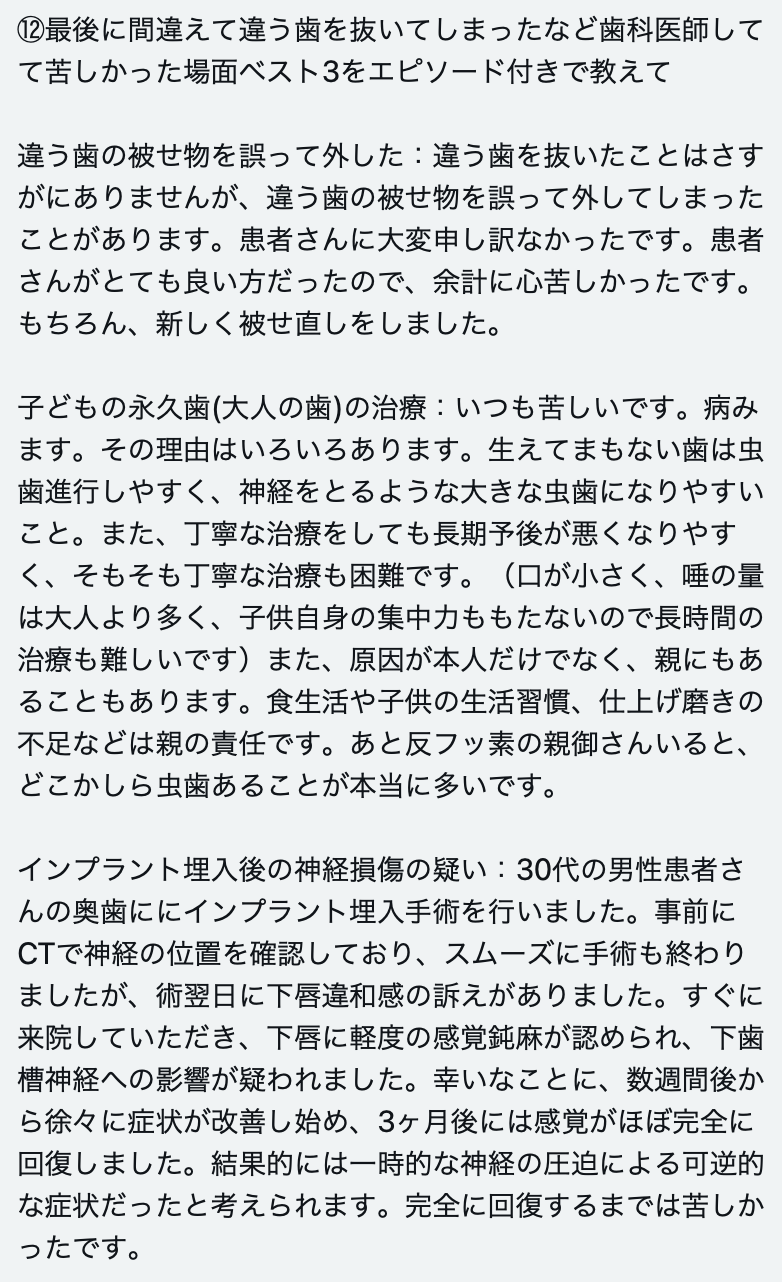 ⑫最後に間違えて違う歯を抜いてしまったなど歯科医師して
て苦しかった場面ベスト3をエピソード付きで教えて
違う歯の被せ物を誤って外した：違う歯を抜いたことはさす
がにありませんが、違う歯の被せ物を誤って外してしまった
ことがあります。患者さんに大変申し訳なかったです。患者
さんがとても良い方だったので、余計に心苦しかったです。
もちろん、新しく被せ直しをしました。
子どもの永久歯(大人の歯)の治療：いつも苦しいです。病み
ます。その理由はいろいろあります。生えてまもない歯は虫
歯進行しやすく、神経をとるような大きな虫歯になりやすい
こと。また、丁寧な治療をしても長期予後が悪くなりやす
く、そもそも丁寧な治療も困難です。（口が小さく、唾の量
は大人より多く、子供自身の集中力ももたないので長時間の
治療も難しいです）また、原因が本人だけでなく、親にもあ
ることもあります。食生活や子供の生活習慣、仕上げ磨きの
不足などは親の責任です。あと反フッ素の親御さんいると、
どこかしら虫歯あることが本当に多いです。
インプラント埋入後の神経損傷の疑い：30代の男性患者さ
んの奥歯ににインプラント埋入手術を行いました。事前に
CTで神経の位置を確認しており、スムーズに手術も終わり
ましたが、術翌日に下唇違和感の訴えがありました。すぐに
来院していただき、下唇に軽度の感覚鈍麻が認められ、下歯
槽神経への影響が疑われました。幸いなことに、数週間後か
ら徐々に症状が改善し始め、3ヶ月後には感覚がほぼ完全に
回復しました。結果的には一時的な神経の圧迫による可逆的
な症状だったと考えられます。完全に回復するまでは苦しか
ったです。